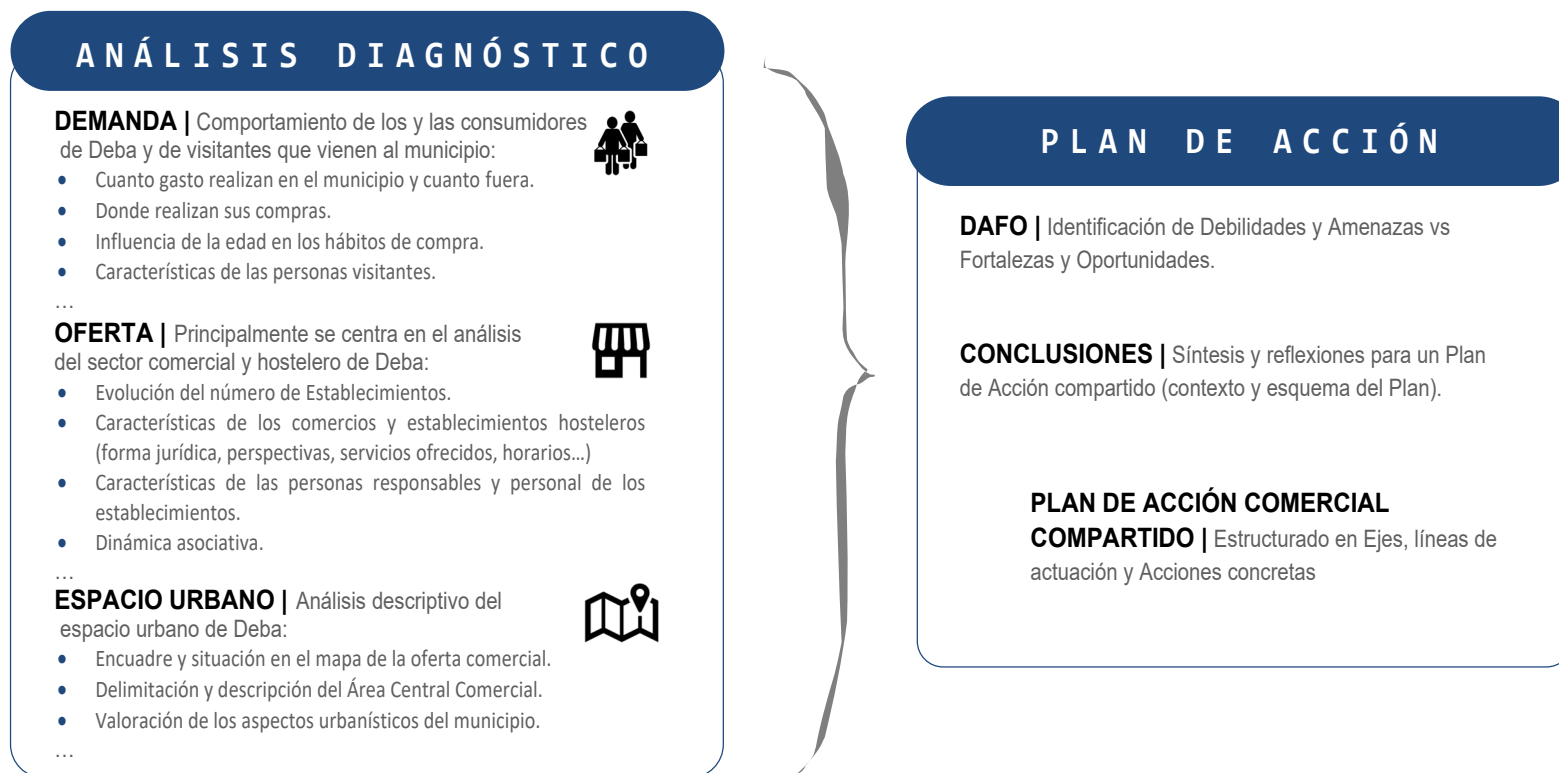 ANÁLISIS DIAGNÓSTICO
DEMANDA | Comportamiento de los y las consumidores
de Deba y de visitantes que vienen al municipio:
• Cuanto gasto realizan en el municipio y cuanto fuera.
• Donde realizan sus compras.
• Influencia de la edad en los hábitos de compra.
• Características de las personas visitantes.
…
OFERTA | Principalmente se centra en el análisis
del sector comercial y hostelero de Deba:
• Evolución del número de Establecimientos.
• Características de los comercios y establecimientos hosteleros
(forma jurídica, perspectivas, servicios ofrecidos, horarios…)
• Características de las personas responsables y personal de los
establecimientos.
• Dinámica asociativa.
…
ESPACIO URBANO | Análisis descriptivo del
espacio urbano de Deba:
• Encuadre y situación en el mapa de la oferta comercial.
• Delimitación y descripción del Área Central Comercial.
• Valoración de los aspectos urbanísticos del municipio.
…
PLAN DE ACCIÓN
DAFO | Identificación de Debilidades y Amenazas vs
Fortalezas y Oportunidades.
CONCLUSIONES | Síntesis y reflexiones para un Plan
de Acción compartido (contexto y esquema del Plan).
PLAN DE ACCIÓN COMERCIAL
COMPARTIDO | Estructurado en Ejes, líneas de
actuación y Acciones concretas